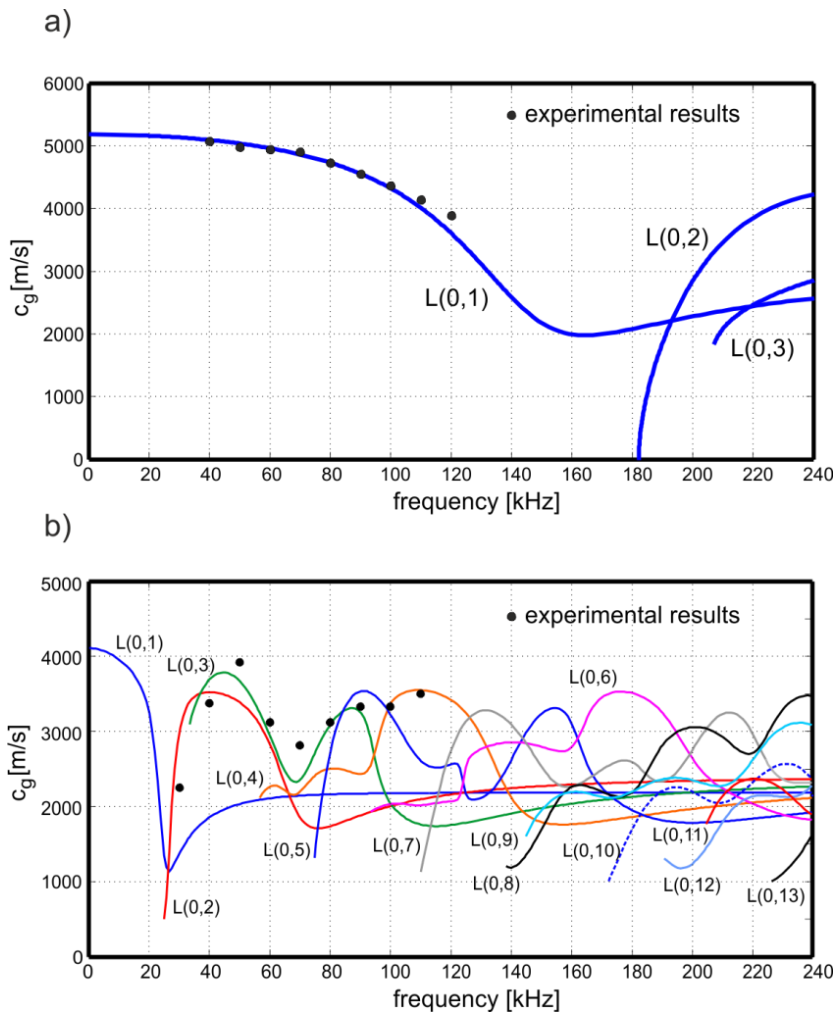 a)
6000
5000
4000
3000
2000
1000
0
c_g[m/s]
● experimental results
L(0,1)
L(0,2)
L(0,3)
0 20 40 60 80 100 120 140 160 180 200 220 240
frequency [kHz]
b)
5000
4000
3000
2000
1000
0
c_g[m/s]
● experimental results
L(0,1)
L(0,3)
L(0,6)
L(0,4)
L(0,5)
L(0,7)
L(0,9)
L(0,10)
L(0,11)
L(0,8)
L(0,12)
L(0,13)
L(0,2)
0 20 40 60 80 100 120 140 160 180 200 220 240
frequency [kHz]